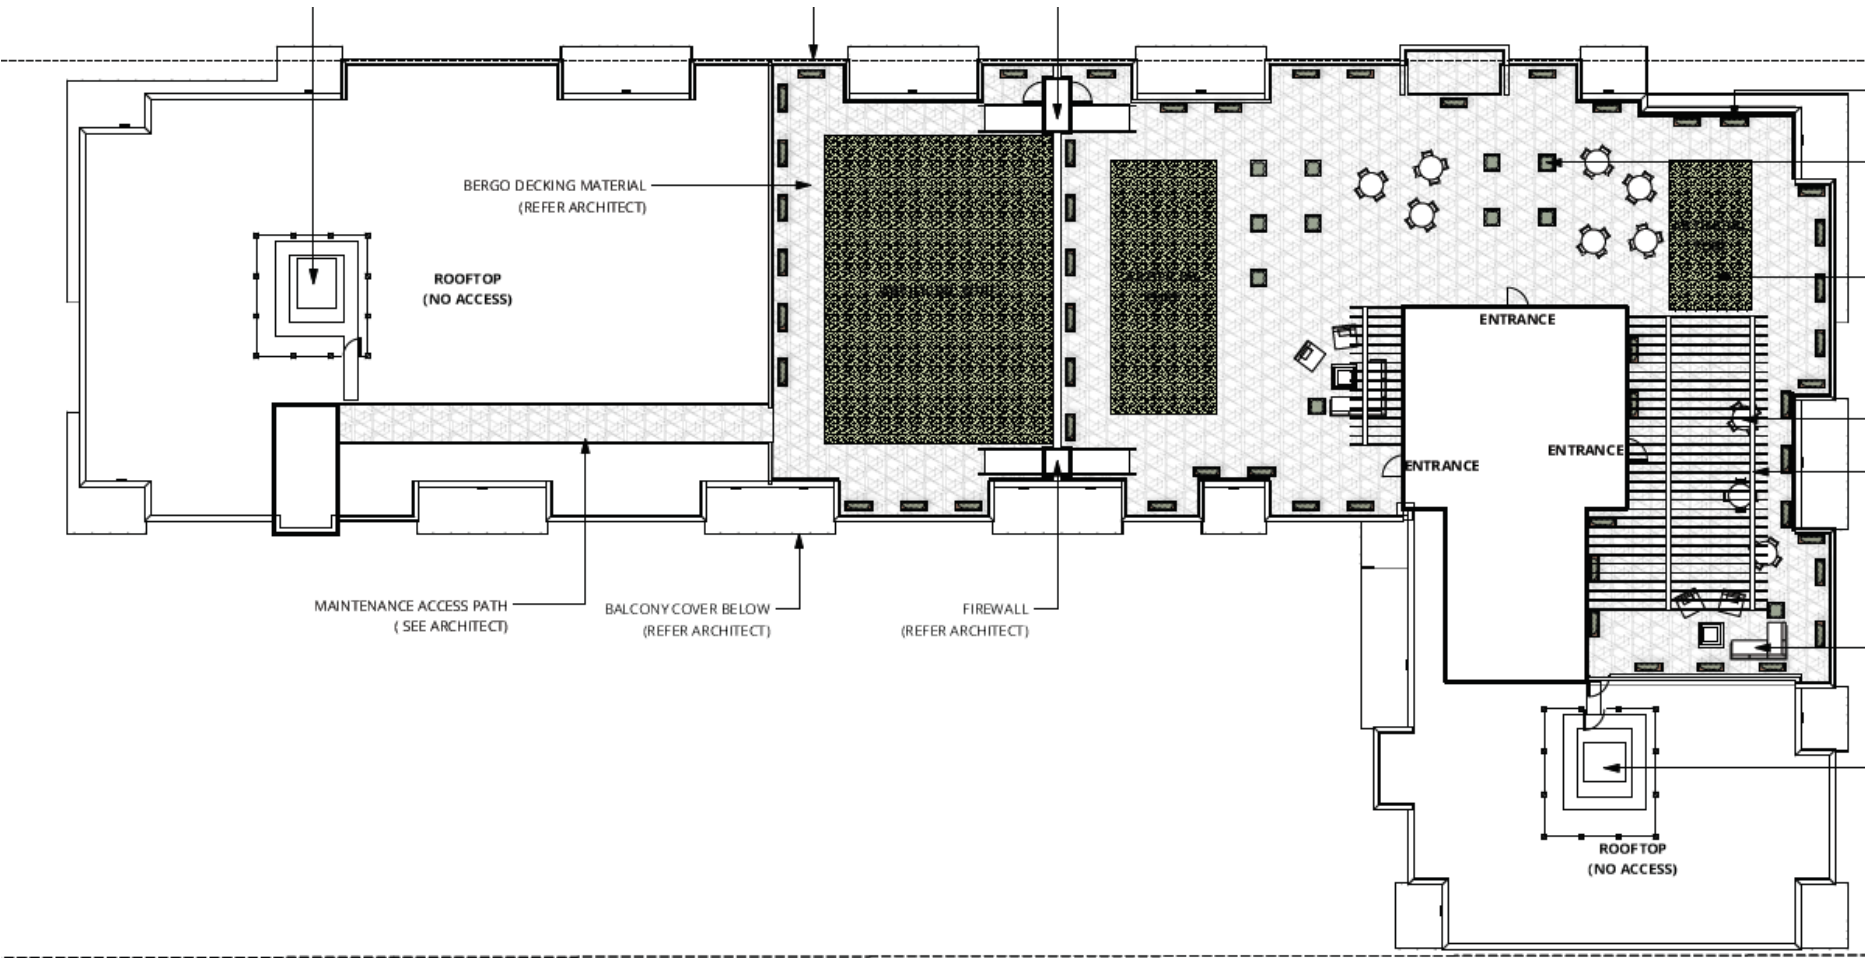 BERGO DECKING MATERIAL
(REFER ARCHITECT)
ROOFTOP
(NO ACCESS)
ENTRANCE
ENTRANCE
ENTRANCE
MAINTENANCE ACCESS PATH
( SEE ARCHITECT)
BALCONY COVER BELOW
(REFER ARCHITECT)
FIREWALL
(REFER ARCHITECT)
ROOFTOP
(NO ACCESS)